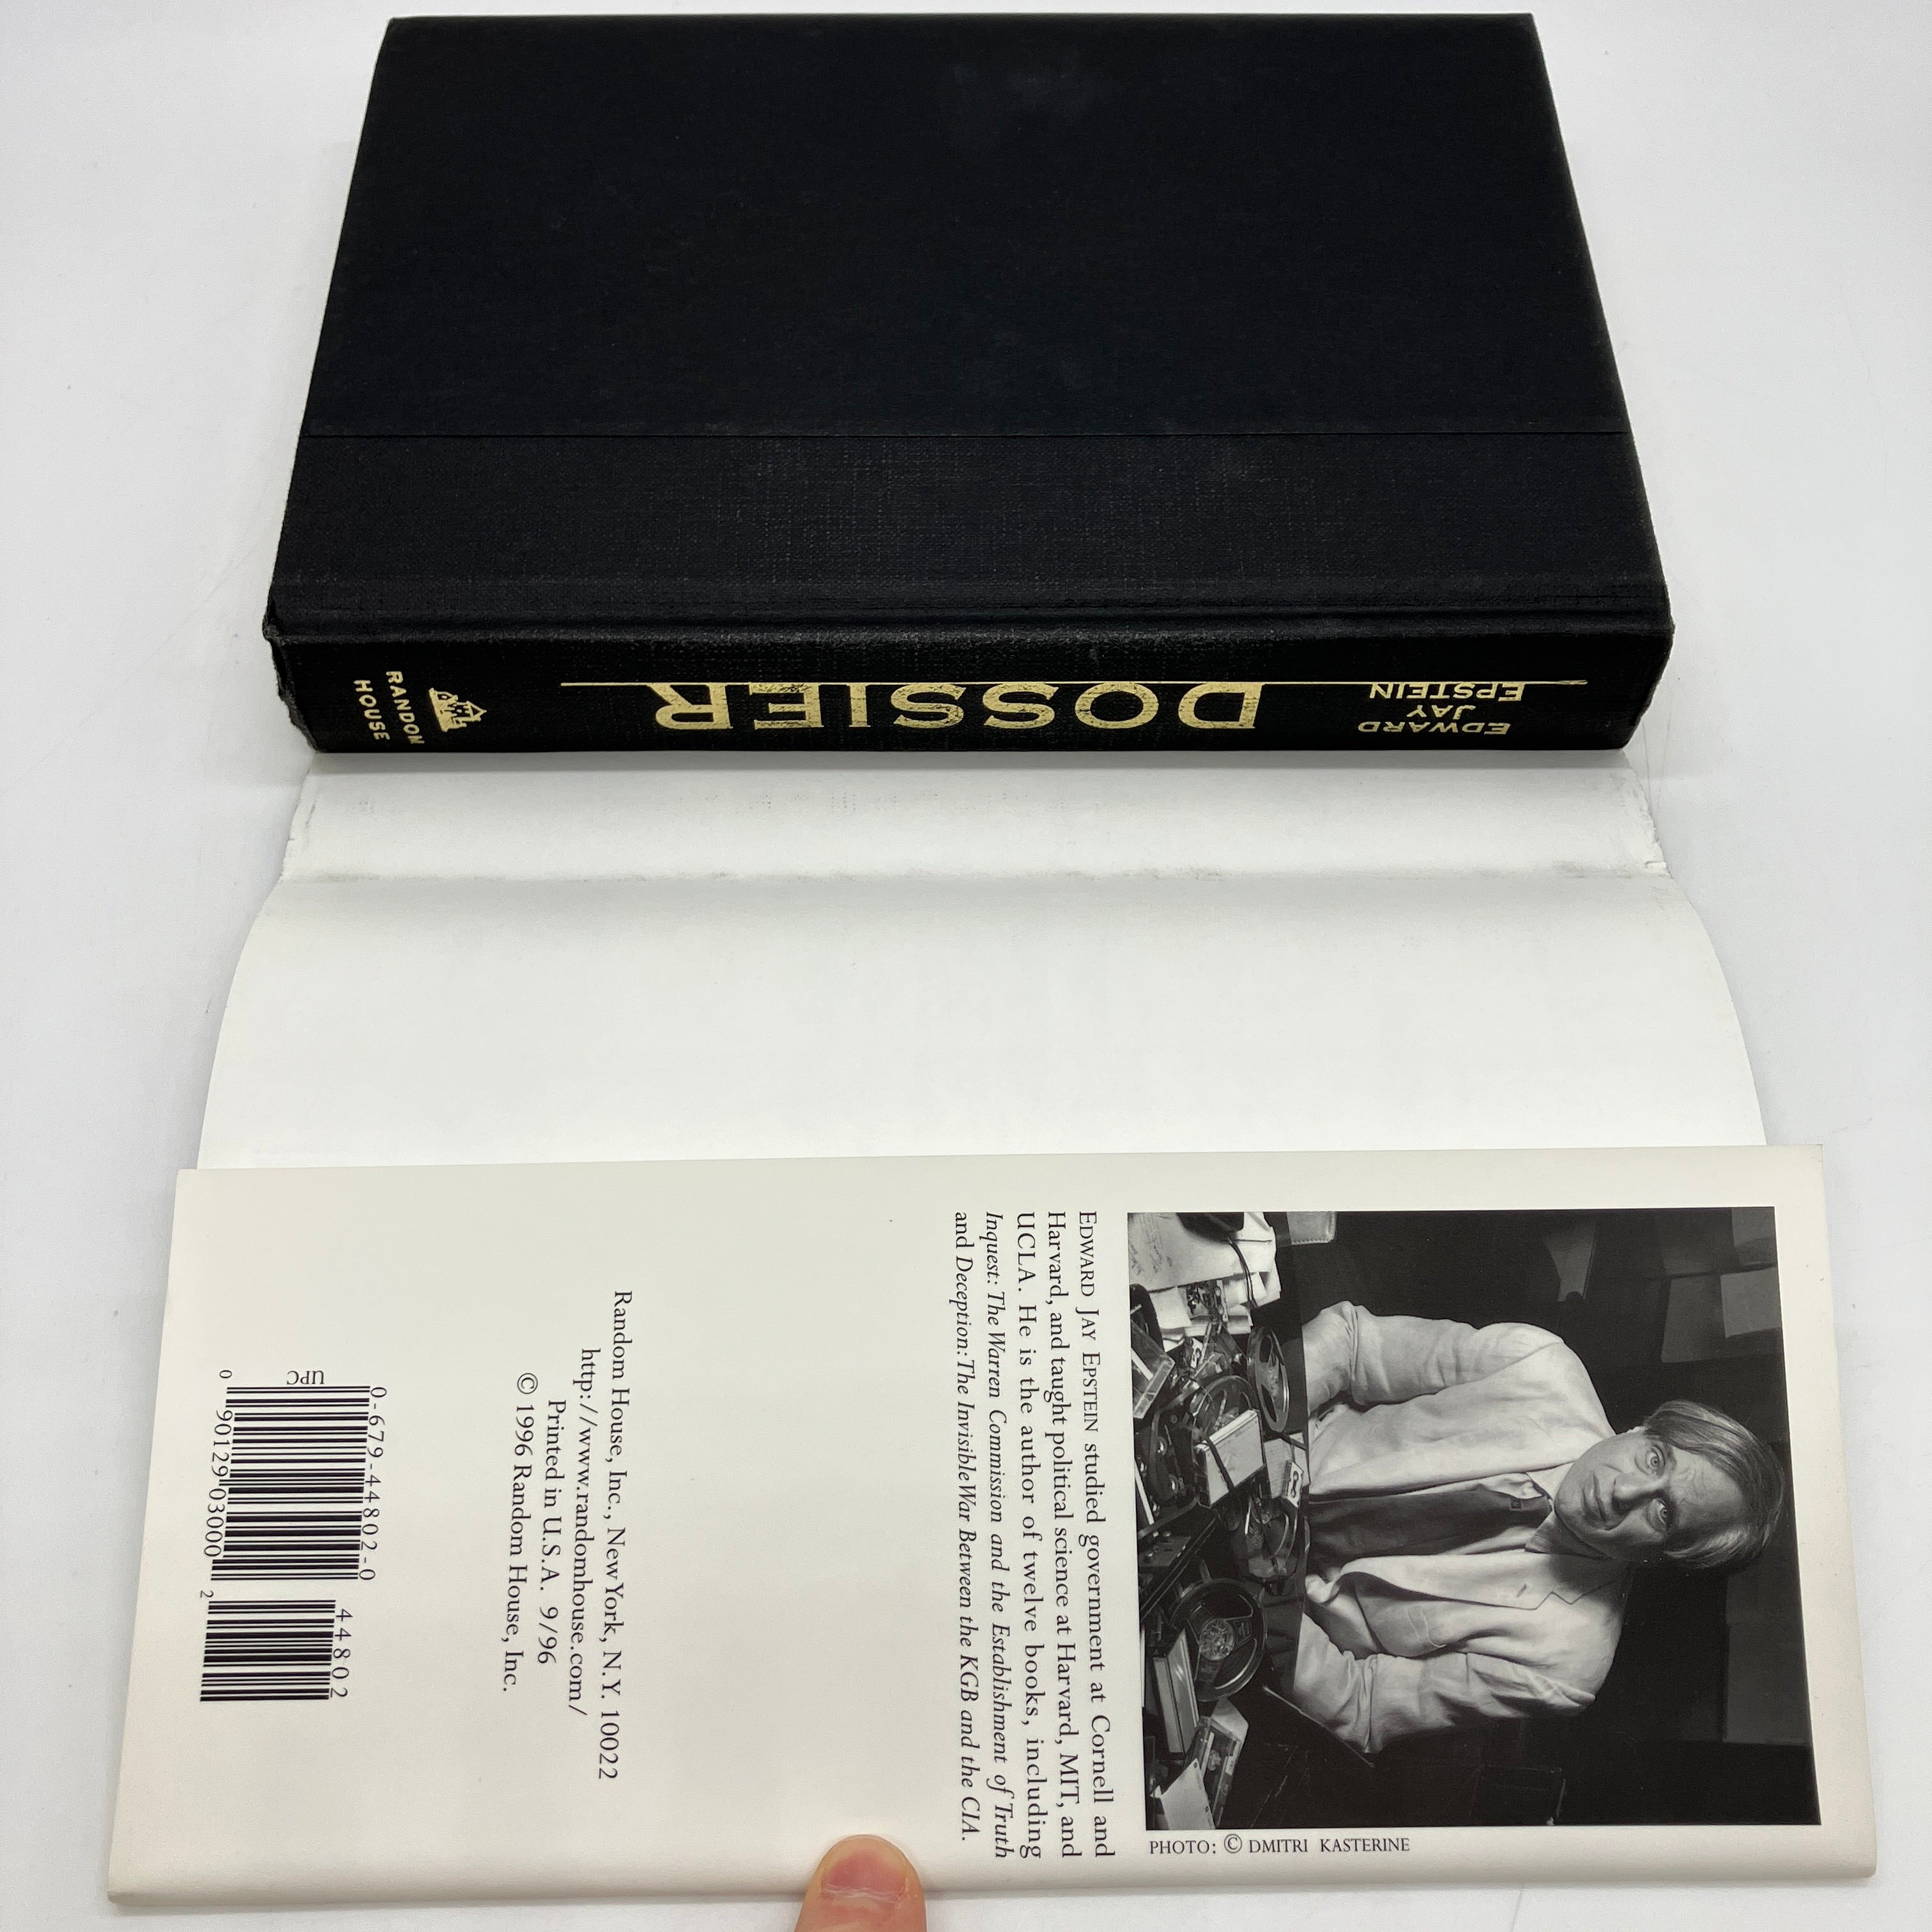 EDWARD
JAY
EPSTEIN
DOSSIER
RANDOM
HOUSE
PHOTO: © DMITRI KASTERINE
EDWARD JAY EPSTEIN studied government at Cornell and
Harvard, and taught political science at Harvard, MIT, and
UCLA. He is the author of twelve books, including
Inquest: The Warren Commission and the Establishment of Truth
and Deception: The Invisible War Between the KGB and the CIA.
Random House, Inc., New York, N.Y. 10022
http://www.randomhouse.com/
Printed in U.S.A. 9/96
© 1996 Random House, Inc.
0-679-44802-0
44802
UPC
0 90129 03000 2